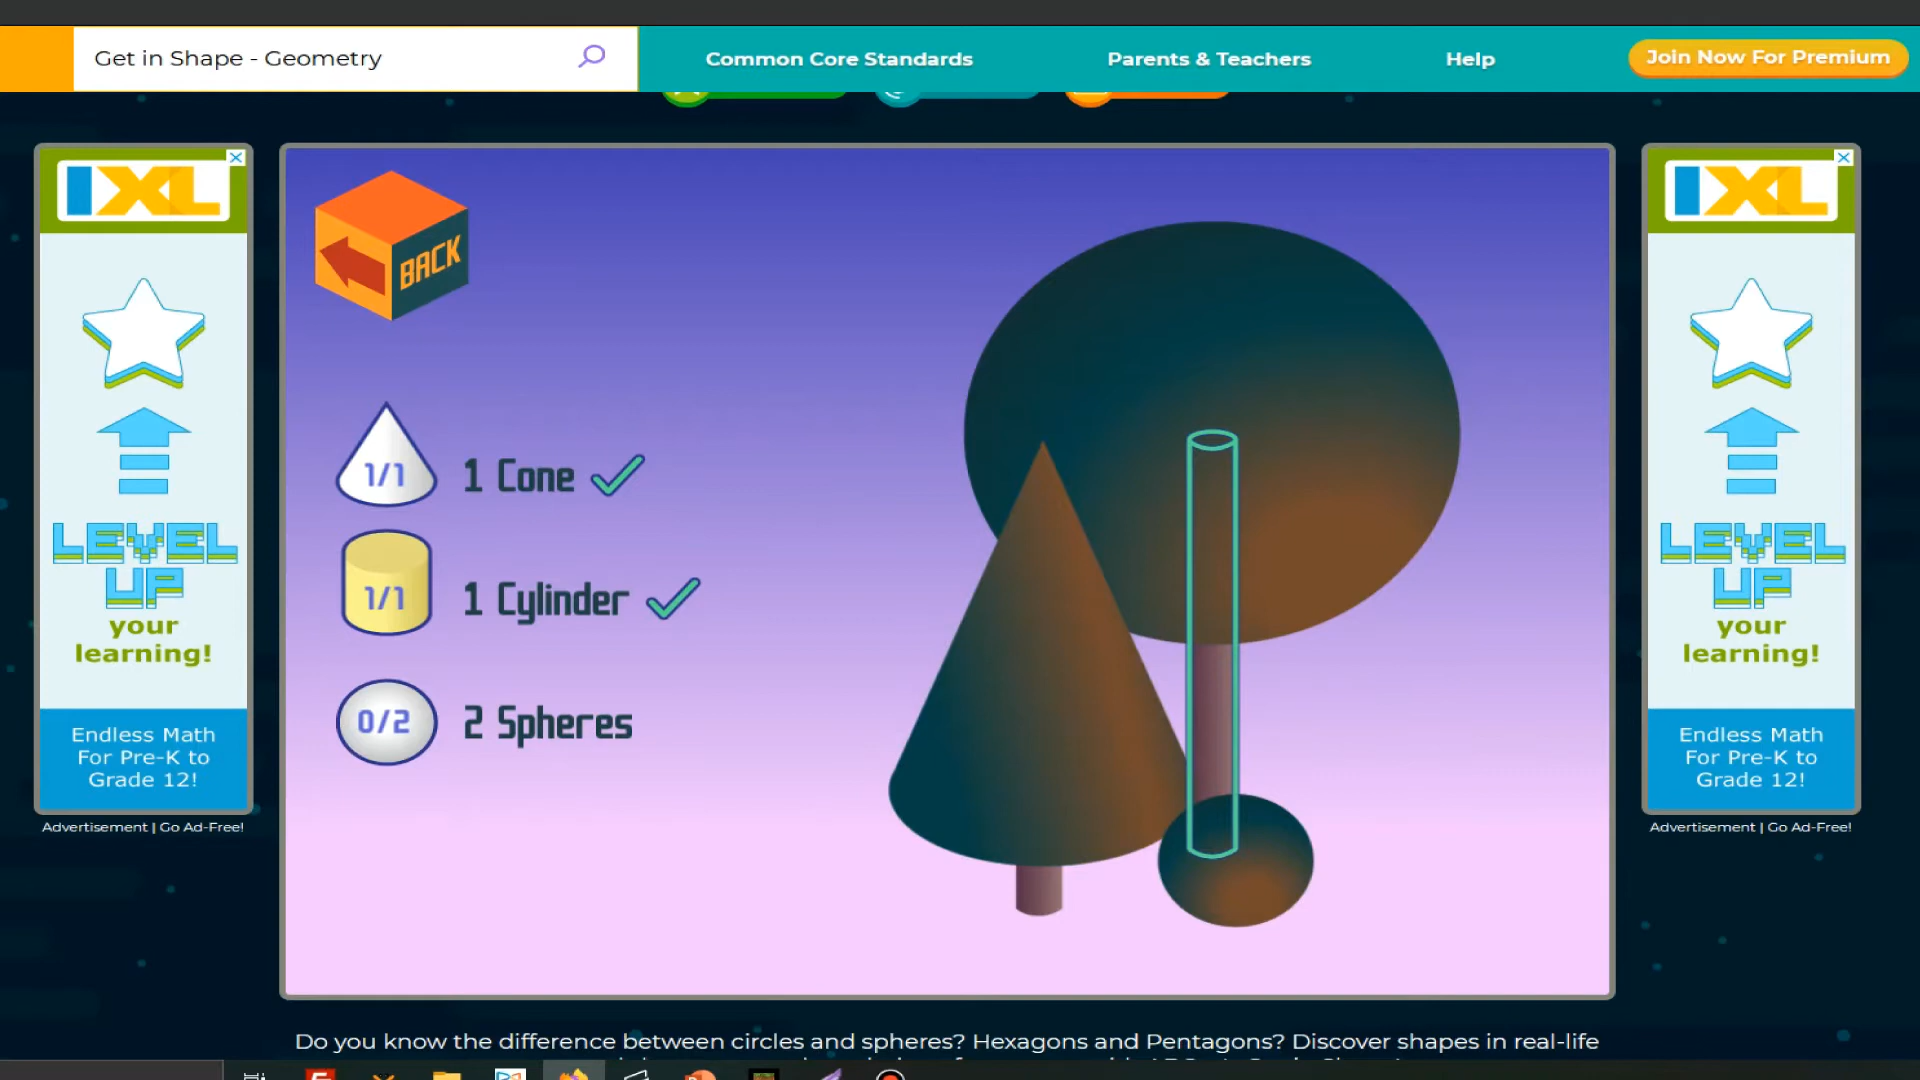 Get in Shape - Geometry
Common Core Standards
Parents & Teachers
Help
Join Now For Premium
IXL
LEVEL
UP
your
learning!
Endless Math
For Pre-K to
Grade 12!
Advertisement | Go Ad-Free!
BACK
1/1
1 Cone
1/1
1 Cylinder
0/2
2 Spheres
IXL
LEVEL
UP
your
learning!
Endless Math
For Pre-K to
Grade 12!
Advertisement | Go Ad-Free!
Do you know the difference between circles and spheres? Hexagons and Pentagons? Discover shapes in real-life